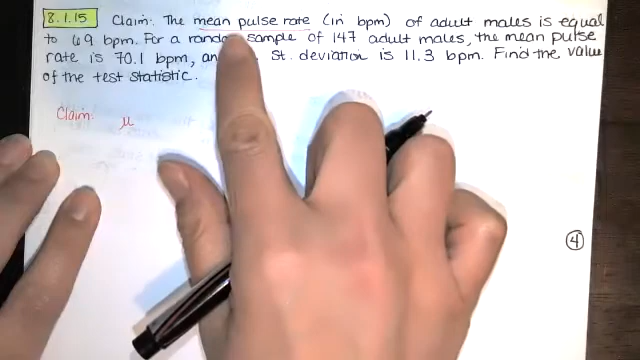 8.1.15 Claim: The mean pulse rate (in bpm) of adult males is equal
to 69 bpm. For a random sample of 147 adult males, the mean pulse
rate is 70.1 bpm, and St. deviation is 11.3 bpm. Find the value
of the test statistic.
Claim: μ
4